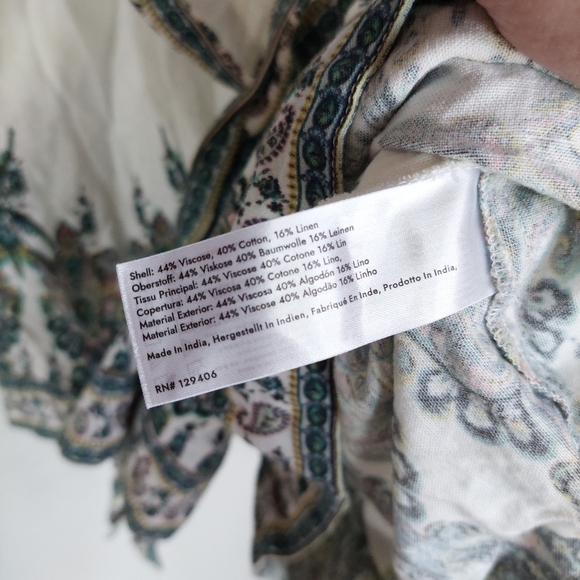 Shell: 44% Viscose, 40% Cotton, 16% Linen
Oberstoff: 44% Viskose 40% Baumwolle 16% Leinen
Tissu Principal: 44% Viscose 40% Cotone 16% Lin
Copertura: 44% Viscosa 40% Cotone 16% Lino,
Material Exterior: 44% Viscosa 40% Algodón 16% Lino
Material Exterior: 44% Viscose 40% Algodão 16% Linho
Made In India, Hergestellt In Indien, Fabriqué En Inde, Prodotto In India,
RN# 129406